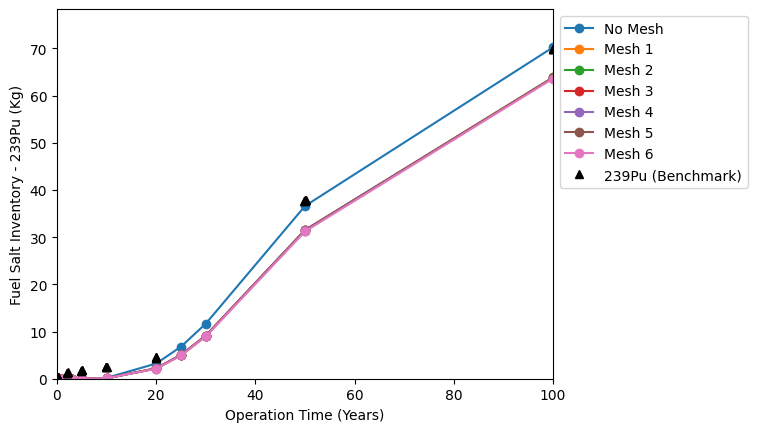 70
60
50
40
30
20
10
0
Fuel Salt Inventory - 239Pu (Kg)
0 20 40 60 80 100
Operation Time (Years)
No Mesh
Mesh 1
Mesh 2
Mesh 3
Mesh 4
Mesh 5
Mesh 6
239Pu (Benchmark)